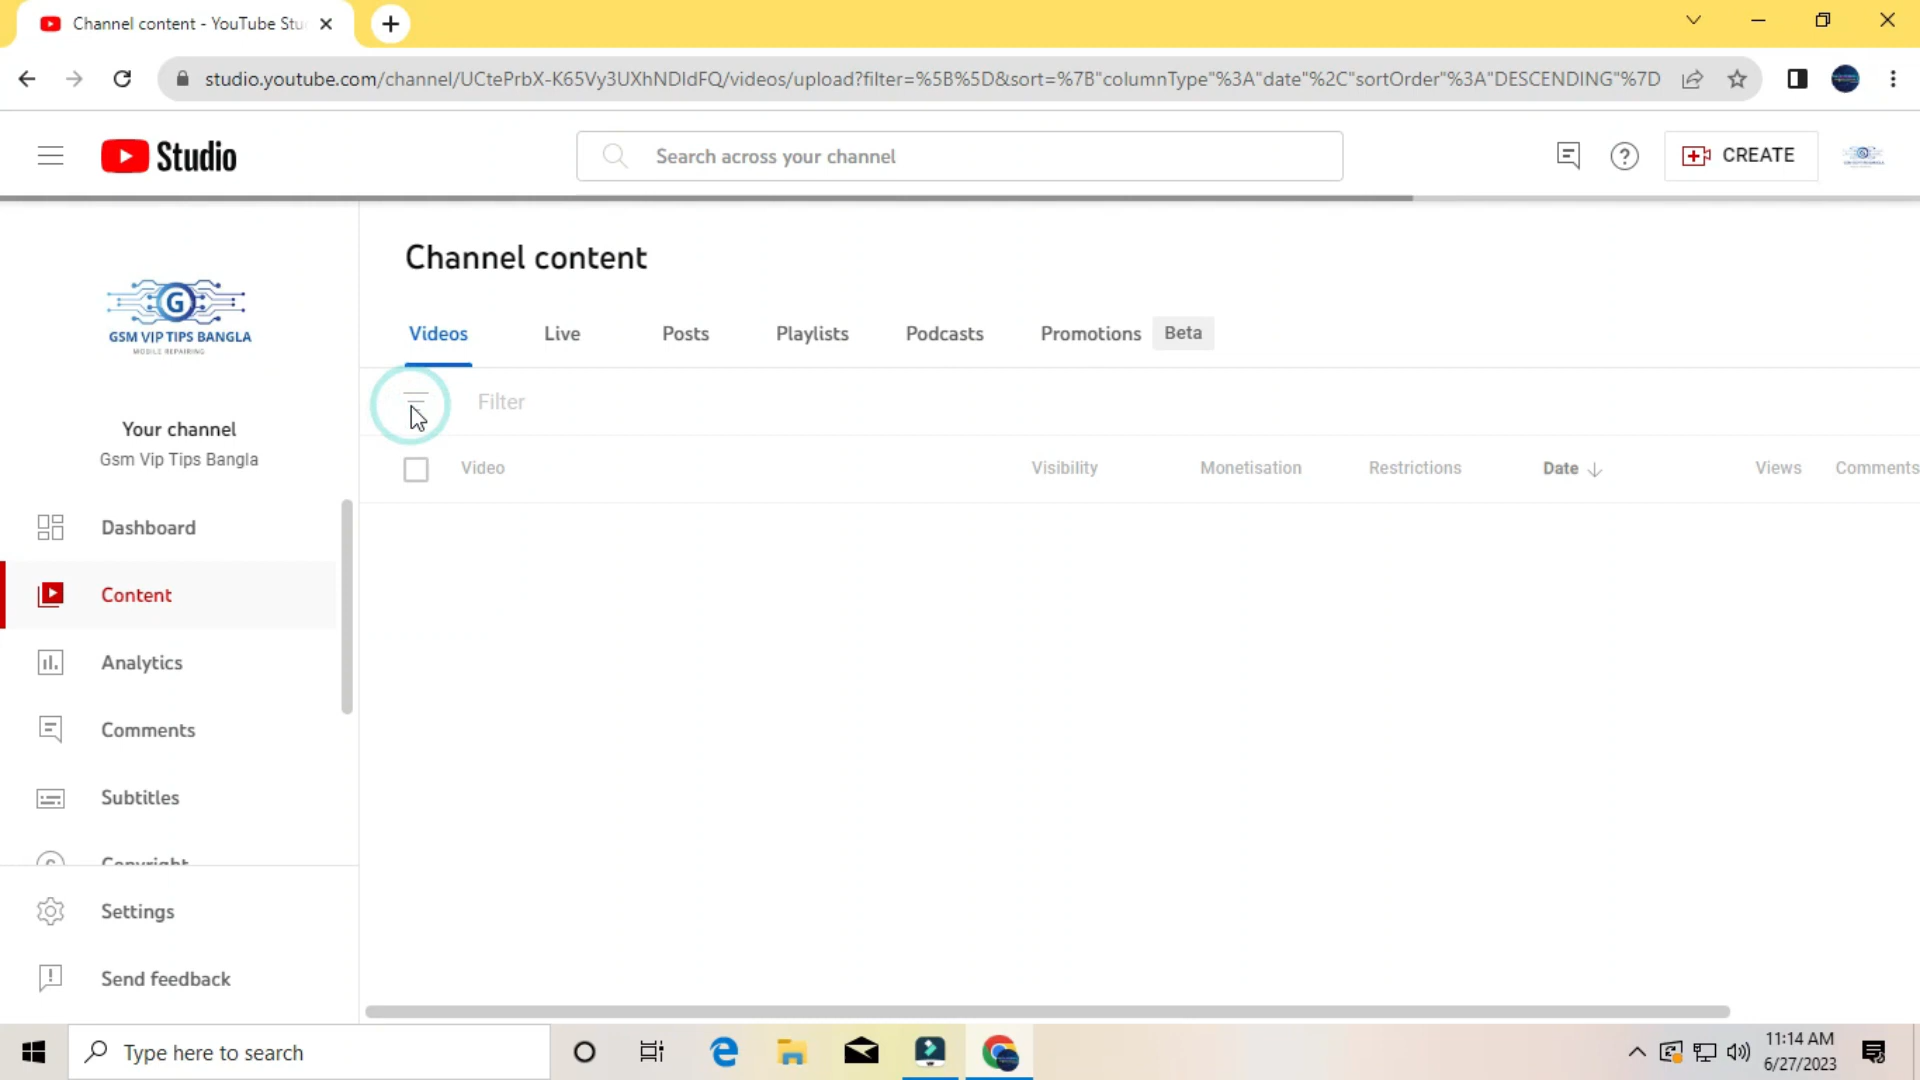 Channel content - YouTube Stu
studio.youtube.com/channel/UCtePrbX-K65Vy3UXhNDIdFQ/videos/upload?filter=%5B%5D&sort=%7B"columnType"%3A"date"%2C"sortOrder"%3A"DESCENDING"%7D
Studio
Search across your channel
CREATE
G
GSM VIP TIPS BANGLA
MOBILE REPAIRING
Your channel
Gsm Vip Tips Bangla
Dashboard
Content
Analytics
Comments
Subtitles
Copyright
Settings
Send feedback
Channel content
Videos Live Posts Playlists Podcasts Promotions Beta
Filter
Video Visibility Monetisation Restrictions Date Views Comments
Type here to search
11:14 AM
6/27/2023